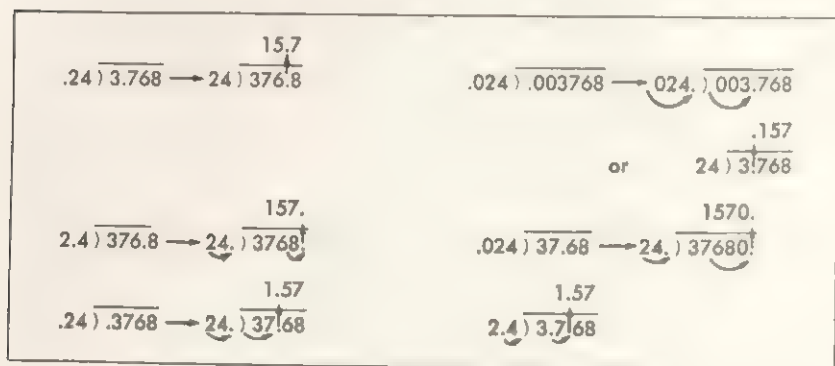 15.7
.24 ) 3.768 → 24 ) 376.8
157.
2.4 ) 376.8 → 24. ) 3768.
1.57
.24 ) .3768 → 24. ) 37.68
.024 ) .003768 → 024. ) 003.768
.157
or 24 ) 3.768
1570.
.024 ) 37.68 → 24. ) 37680.
1.57
2.4 ) 3.7 68